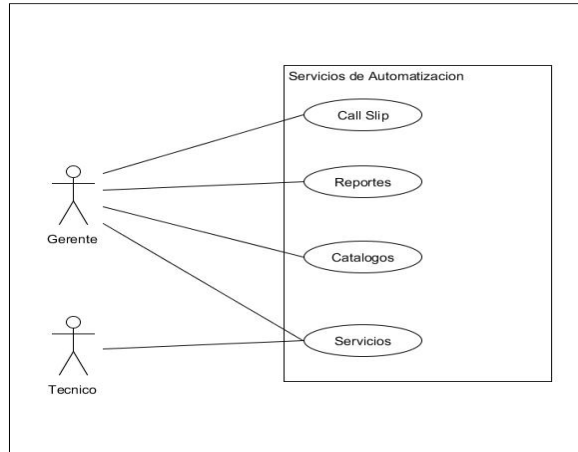 Servicios de Automatizacion
Call Slip
Reportes
Gerente
Catalogos
Servicios
Tecnico